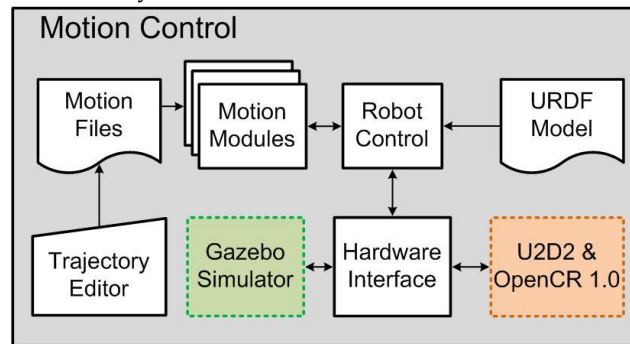 Motion Control
Motion
Files
Motion
Modules
Robot
Control
URDF
Model
Trajectory
Editor
Gazebo
Simulator
Hardware
Interface
U2D2 &
OpenCR 1.0